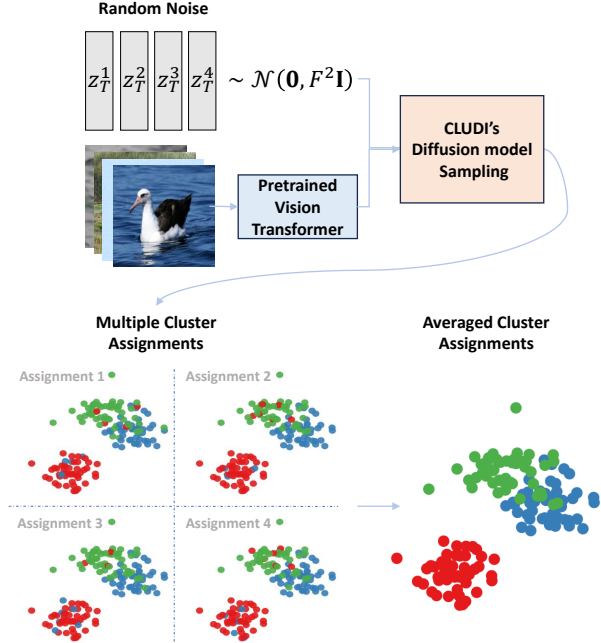 Random Noise
z_T^1 z_T^2 z_T^3 z_T^4 ~ 𝒩(𝟎, F²𝐈)
CLUDI's
Diffusion model
Sampling
Pretrained
Vision
Transformer
Multiple Cluster
Assignments
Averaged Cluster
Assignments
Assignment 1
Assignment 2
Assignment 3
Assignment 4